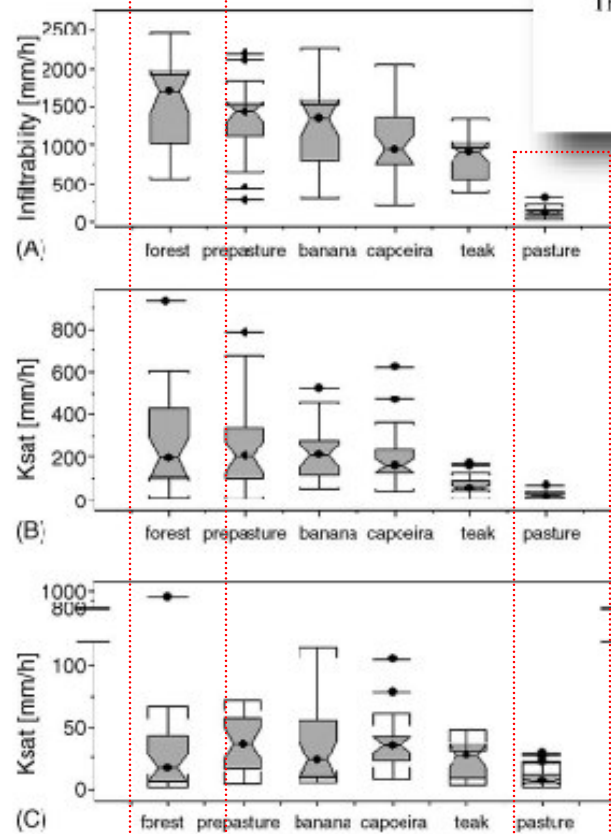 Infiltrability [mm/h]
2500
2000
1500
1000
500
0
(A)
forest prepasture banana capoeira teak pasture
Ksat [mm/h]
800
600
400
200
0
(B)
forest prepasture banana capoeira teak pasture
Ksat [mm/h]
1000
800
100
50
0
(C)
forest prepasture banana capoeira teak pasture